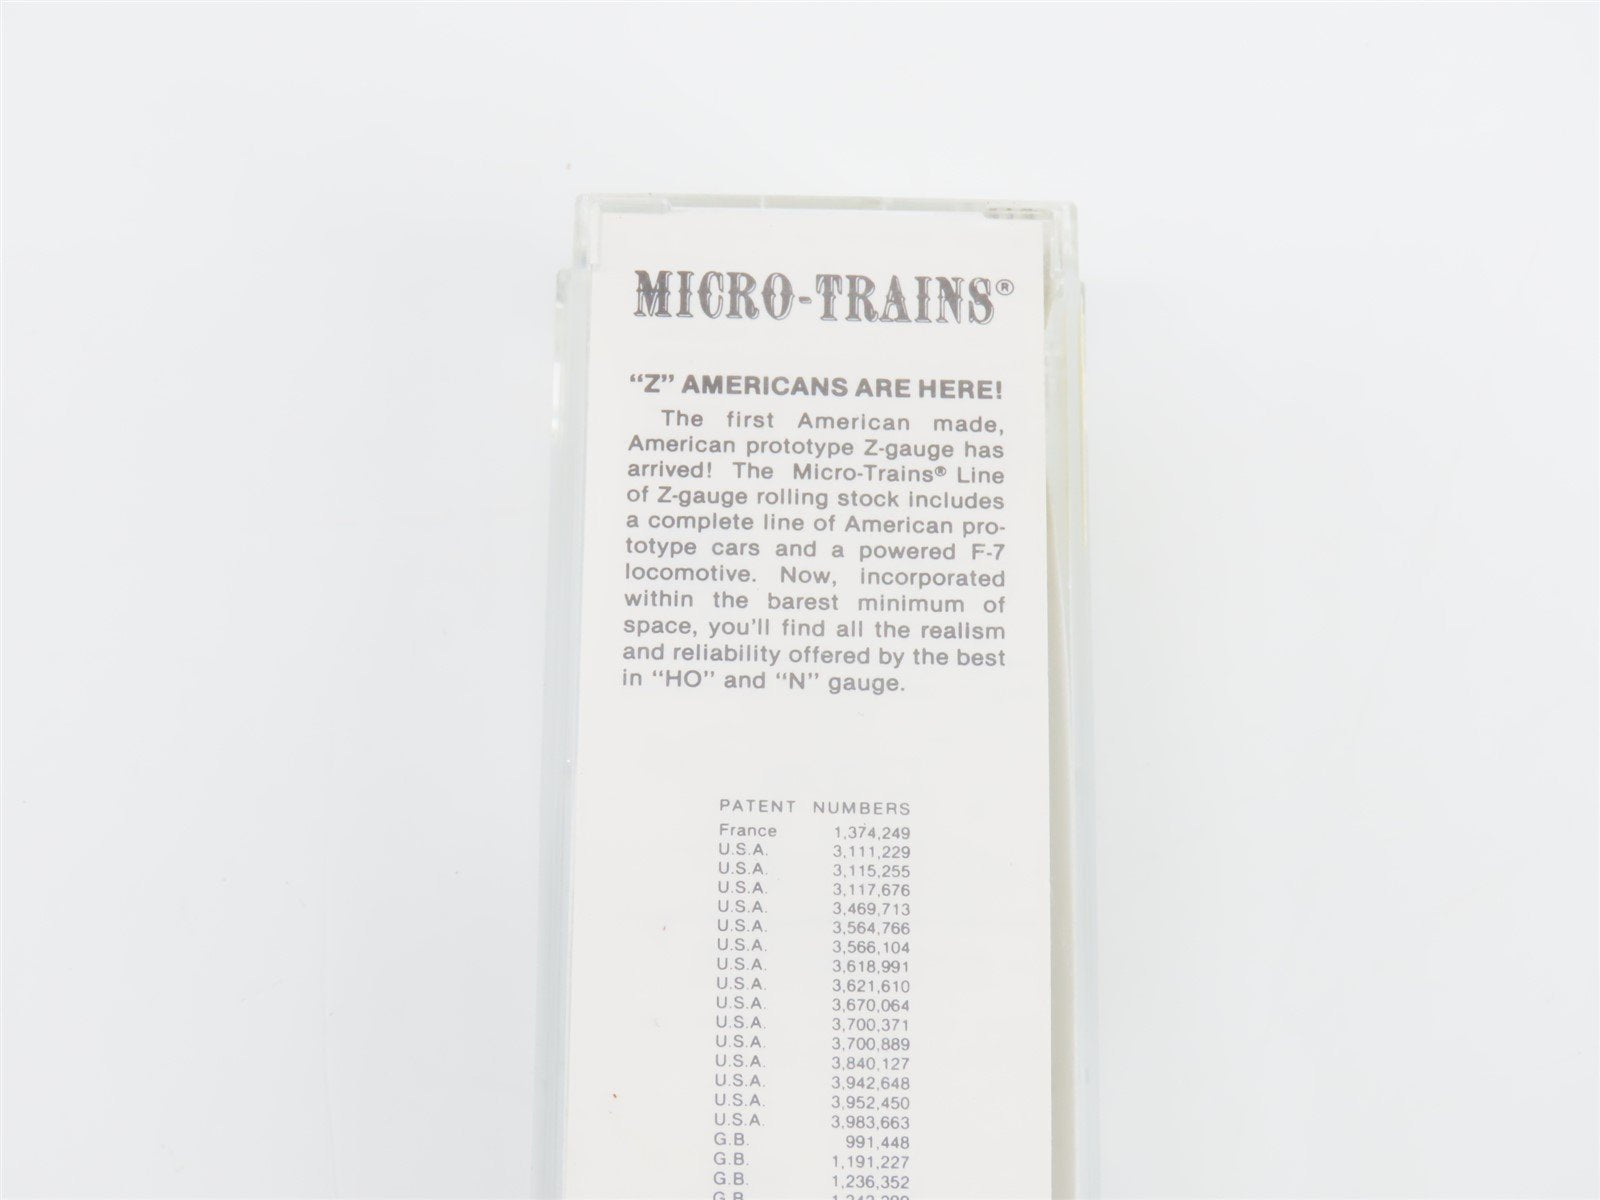 MICRO-TRAINS®
"Z" AMERICANS ARE HERE!
The first American made,
American prototype Z-gauge has
arrived! The Micro-Trains® Line
of Z-gauge rolling stock includes
a complete line of American pro-
totype cars and a powered F-7
locomotive. Now, incorporated
within the barest minimum of
space, you'll find all the realism
and reliability offered by the best
in "HO" and "N" gauge.
PATENT NUMBERS
France 1,374,249
U.S.A. 3,111,229
U.S.A. 3,115,255
U.S.A. 3,117,676
U.S.A. 3,469,713
U.S.A. 3,564,766
U.S.A. 3,566,104
U.S.A. 3,618,991
U.S.A. 3,621,610
U.S.A. 3,670,064
U.S.A. 3,700,371
U.S.A. 3,700,889
U.S.A. 3,840,127
U.S.A. 3,942,648
U.S.A. 3,952,450
U.S.A. 3,983,663
G.B. 991,448
G.B. 1,191,227
G.B. 1,236,352
G.B.